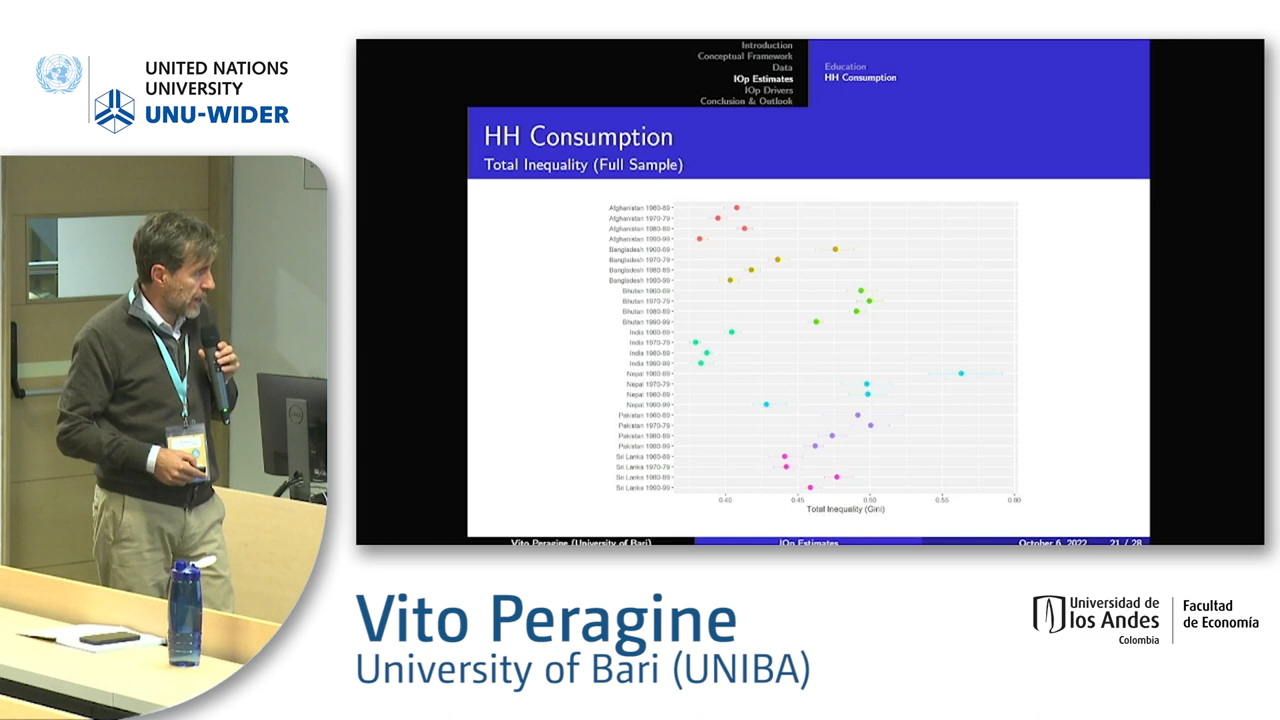 UNITED NATIONS
UNIVERSITY
UNU-WIDER
Introduction
Conceptual Framework
Data
IOp Estimates
IOp Drivers
Conclusion & Outlook
Education
HH Consumption
HH Consumption
Total Inequality (Full Sample)
Afghanistan 1960-69
Afghanistan 1970-79
Afghanistan 1980-89
Afghanistan 1990-99
Bangladesh 1960-69
Bangladesh 1970-79
Bangladesh 1980-89
Bangladesh 1990-99
Bhutan 1960-69
Bhutan 1970-79
Bhutan 1980-89
Bhutan 1990-99
India 1960-69
India 1970-79
India 1980-89
India 1990-99
Nepal 1960-69
Nepal 1970-79
Nepal 1980-89
Nepal 1990-99
Pakistan 1960-69
Pakistan 1970-79
Pakistan 1980-89
Pakistan 1990-99
Sri Lanka 1960-69
Sri Lanka 1970-79
Sri Lanka 1980-89
Sri Lanka 1990-99
0.40 0.45 0.50 0.55 0.60
Total Inequality (Gini)
Vito Peragine (University of Bari) IOp Estimates October 6, 2022 21 / 28
Vito Peragine
University of Bari (UNIBA)
Universidad de
los Andes
Colombia
Facultad
de Economía